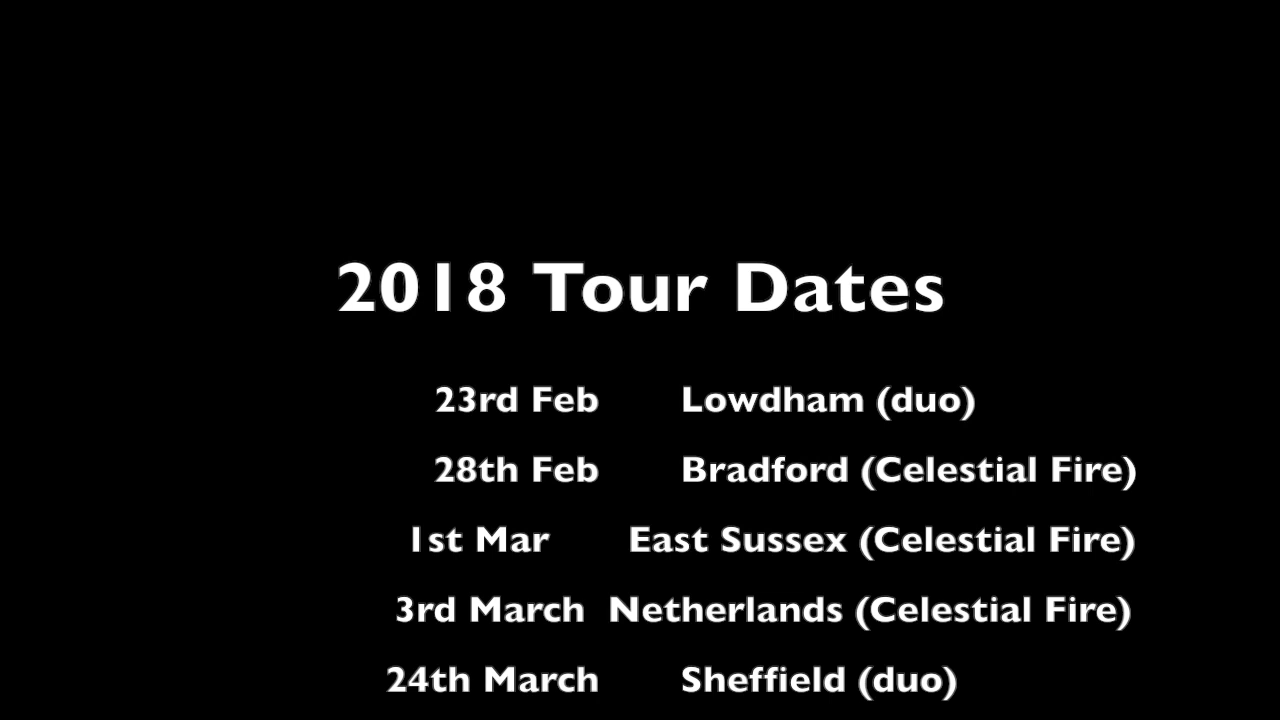 2018 Tour Dates
23rd Feb Lowdham (duo)
28th Feb Bradford (Celestial Fire)
1st Mar East Sussex (Celestial Fire)
3rd March Netherlands (Celestial Fire)
24th March Sheffield (duo)